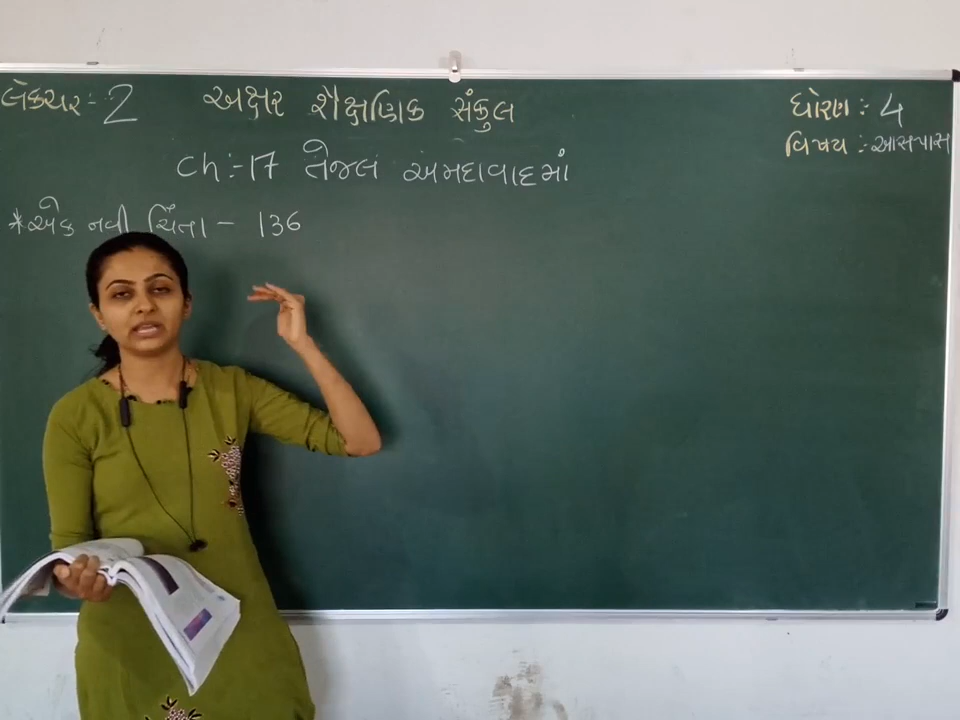 લેક્ચર :- 2
અક્ષર શૈક્ષણિક સંકુલ
ધોરણ :- 4
વિષય :- આસપાસ
ch :- 17 તેજલ અમદાવાદમાં
* એક નવી ચિંતા - 136